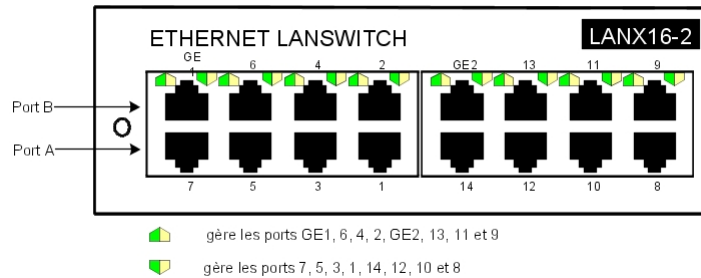 ETHERNET LANSWITCH
LANX16-2
GE
1 6 4 2 GE2 13 11 9
Port B
Port A
7 5 3 1 14 12 10 8
gère les ports GE1, 6, 4, 2, GE2, 13, 11 et 9
gère les ports 7, 5, 3, 1, 14, 12, 10 et 8